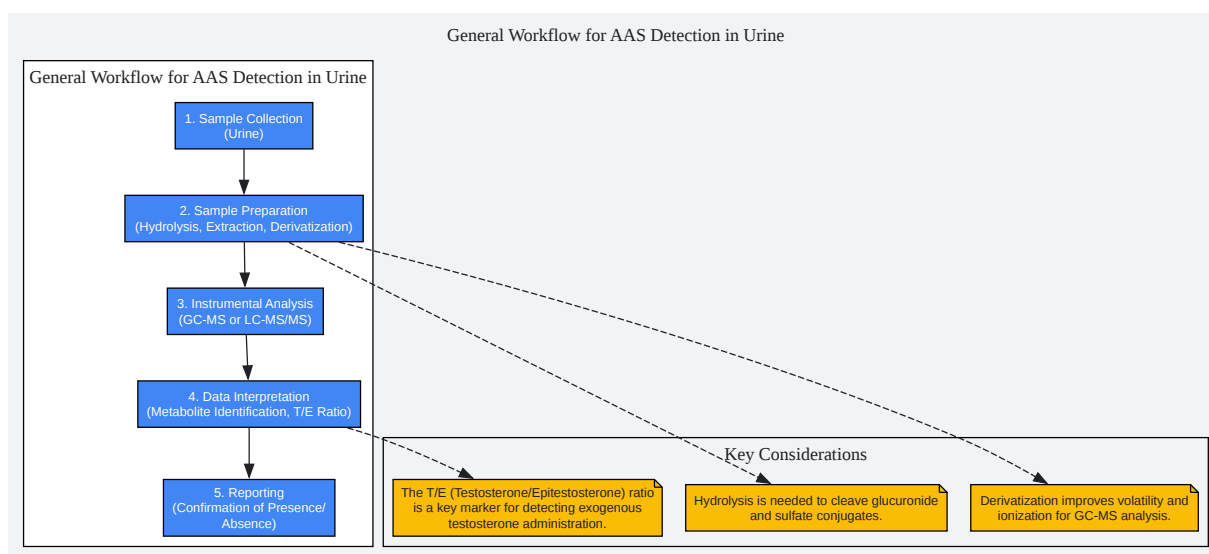 General Workflow for AAS Detection in Urine
General Workflow for AAS Detection in Urine
1. Sample Collection
(Urine)
2. Sample Preparation
(Hydrolysis, Extraction, Derivatization)
3. Instrumental Analysis
(GC-MS or LC-MS/MS)
4. Data Interpretation
(Metabolite Identification, T/E Ratio)
5. Reporting
(Confirmation of Presence/
Absence)
Key Considerations
The T/E (Testosterone/Epitestosterone) ratio
is a key marker for detecting exogenous
testosterone administration.
Hydrolysis is needed to cleave glucuronide
and sulfate conjugates.
Derivatization improves volatility and
ionization for GC-MS analysis.